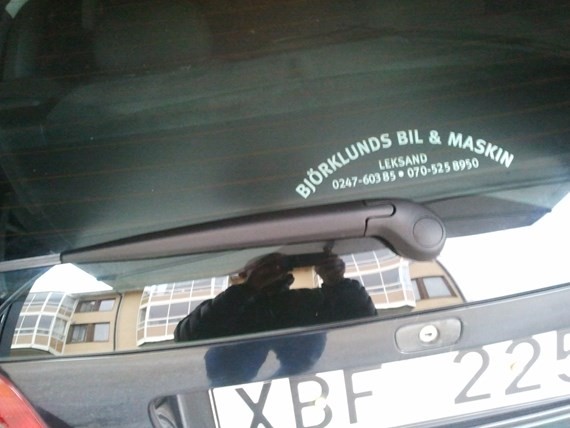 BJÖRKLUNDS BIL & MASKIN
LEKSAND
0247-603 85 • 070-525 8950
XBF 225